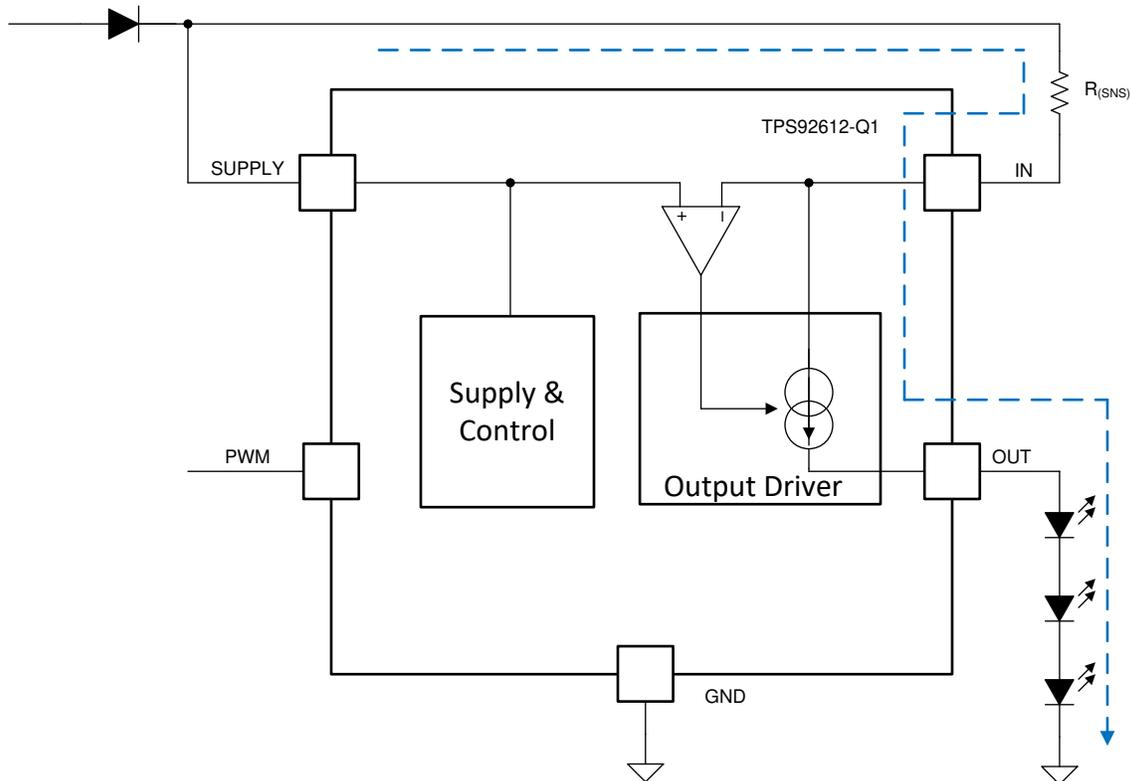 R(SNS)
TPS92612-Q1
SUPPLY
IN
+
–
Supply &
Control
PWM
OUT
Output Driver
GND